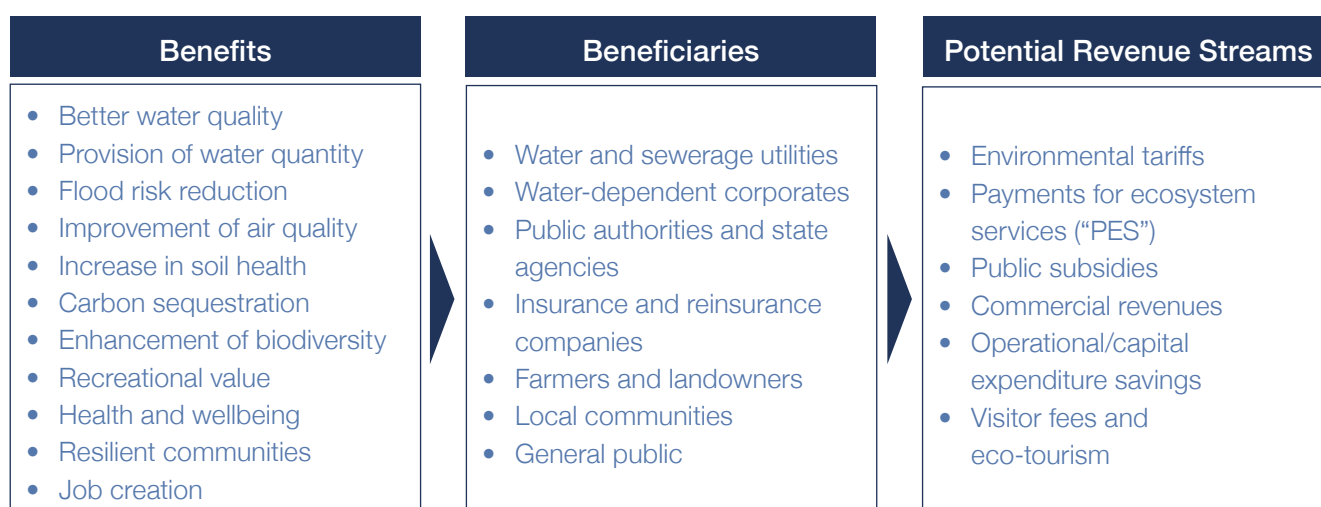 Benefits
• Better water quality
• Provision of water quantity
• Flood risk reduction
• Improvement of air quality
• Increase in soil health
• Carbon sequestration
• Enhancement of biodiversity
• Recreational value
• Health and wellbeing
• Resilient communities
• Job creation
Beneficiaries
• Water and sewerage utilities
• Water-dependent corporates
• Public authorities and state
agencies
• Insurance and reinsurance
companies
• Farmers and landowners
• Local communities
• General public
Potential Revenue Streams
• Environmental tariffs
• Payments for ecosystem
services (“PES”)
• Public subsidies
• Commercial revenues
• Operational/capital
expenditure savings
• Visitor fees and
eco-tourism